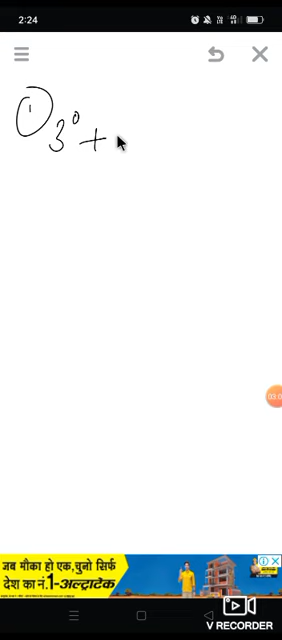 2:24
① 3⁰ +
03:0
जब मौका हो एक, चुनो सिर्फ
देश का नं.1-अल्ट्राटेक
V RECORDER